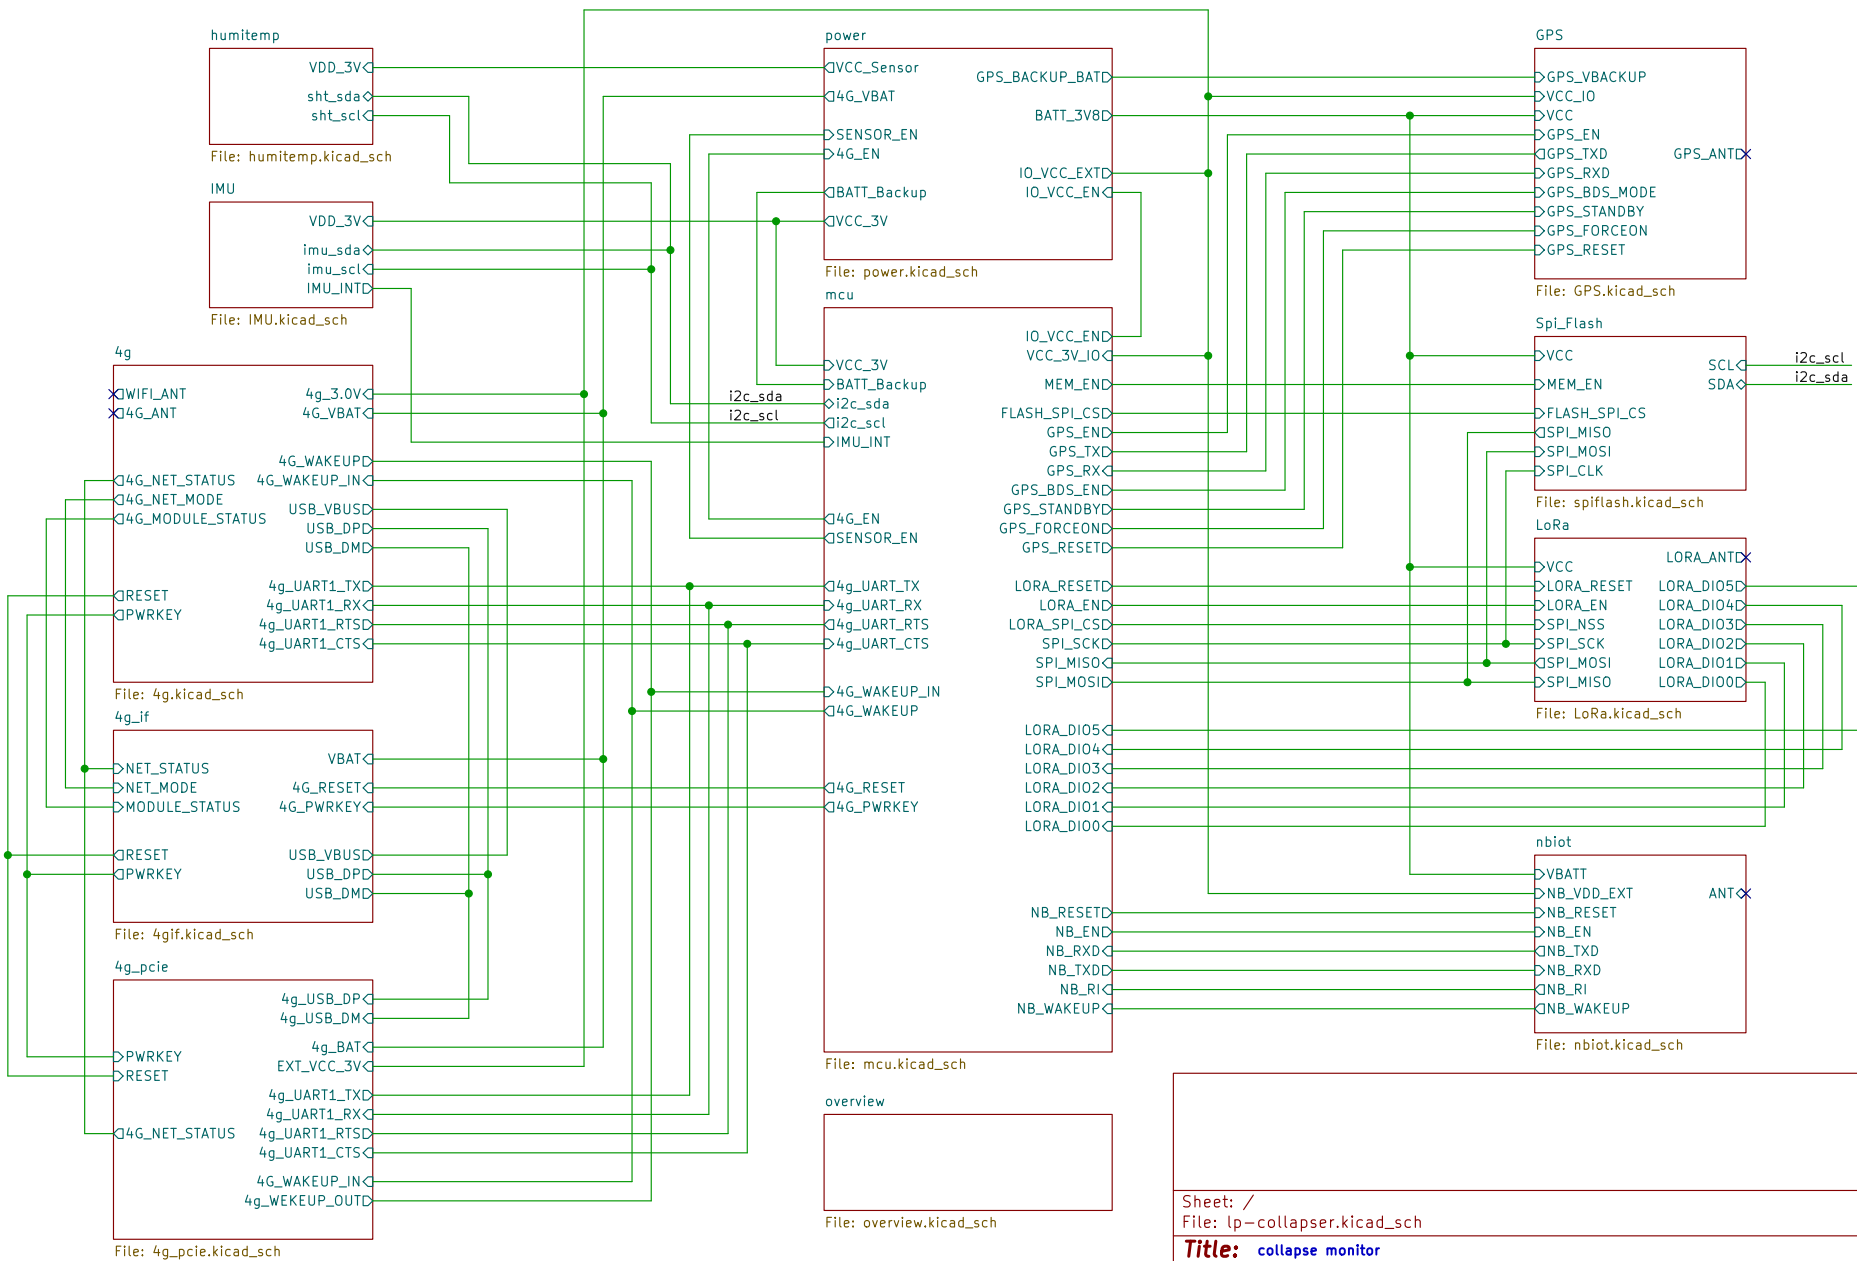 humitemp
VDD_3V
sht_sda
sht_scl
File: humitemp.kicad_sch
IMU
VDD_3V
imu_sda
imu_scl
IMU_INT
File: IMU.kicad_sch
4g
WIFI_ANT
4G_ANT
4G_NET_STATUS
4G_NET_MODE
4G_MODULE_STATUS
RESET
PWRKEY
4g_3.0V
4G_VBAT
4G_WAKEUP
4G_WAKEUP_IN
USB_VBUS
USB_DP
USB_DM
4g_UART1_TX
4g_UART1_RX
4g_UART1_RTS
4g_UART1_CTS
File: 4g.kicad_sch
4g_if
NET_STATUS
NET_MODE
MODULE_STATUS
RESET
PWRKEY
VBAT
4G_RESET
4G_PWRKEY
USB_VBUS
USB_DP
USB_DM
File: 4gif.kicad_sch
4g_pcie
PWRKEY
RESET
4G_NET_STATUS
4g_USB_DP
4g_USB_DM
4g_BAT
EXT_VCC_3V
4g_UART1_TX
4g_UART1_RX
4g_UART1_RTS
4g_UART1_CTS
4G_WAKEUP_IN
4g_WEKEUP_OUT
File: 4g_pcie.kicad_sch
power
VCC_Sensor
4G_VBAT
SENSOR_EN
4G_EN
BATT_Backup
VCC_3V
GPS_BACKUP_BAT
BATT_3V8
IO_VCC_EXT
IO_VCC_EN
File: power.kicad_sch
mcu
i2c_sda
i2c_scl
VCC_3V
BATT_Backup
i2c_sda
i2c_scl
IMU_INT
4G_EN
SENSOR_EN
4g_UART_TX
4g_UART_RX
4g_UART_RTS
4g_UART_CTS
4G_WAKEUP_IN
4G_WAKEUP
4G_RESET
4G_PWRKEY
IO_VCC_EN
VCC_3V_IO
MEM_EN
FLASH_SPI_CS
GPS_EN
GPS_TX
GPS_RX
GPS_BDS_EN
GPS_STANDBY
GPS_FORCEON
GPS_RESET
LORA_RESET
LORA_EN
LORA_SPI_CS
SPI_SCK
SPI_MISO
SPI_MOSI
LORA_DIO5
LORA_DIO4
LORA_DIO3
LORA_DIO2
LORA_DIO1
LORA_DIO0
NB_RESET
NB_EN
NB_RXD
NB_TXD
NB_RI
NB_WAKEUP
File: mcu.kicad_sch
overview
File: overview.kicad_sch
GPS
GPS_VBACKUP
VCC_IO
VCC
GPS_EN
GPS_TXD
GPS_RXD
GPS_BDS_MODE
GPS_STANDBY
GPS_FORCEON
GPS_RESET
GPS_ANT
File: GPS.kicad_sch
Spi_Flash
VCC
MEM_EN
FLASH_SPI_CS
SPI_MISO
SPI_MOSI
SPI_CLK
SCL
SDA
i2c_scl
i2c_sda
File: spiflash.kicad_sch
LoRa
VCC
LORA_RESET
LORA_EN
SPI_NSS
SPI_SCK
SPI_MOSI
SPI_MISO
LORA_ANT
LORA_DIO5
LORA_DIO4
LORA_DIO3
LORA_DIO2
LORA_DIO1
LORA_DIO0
File: LoRa.kicad_sch
nbiot
VBATT
NB_VDD_EXT
NB_RESET
NB_EN
NB_TXD
NB_RXD
NB_RI
NB_WAKEUP
ANT
File: nbiot.kicad_sch
Sheet: /
File: lp-collapser.kicad_sch
Title: collapse monitor